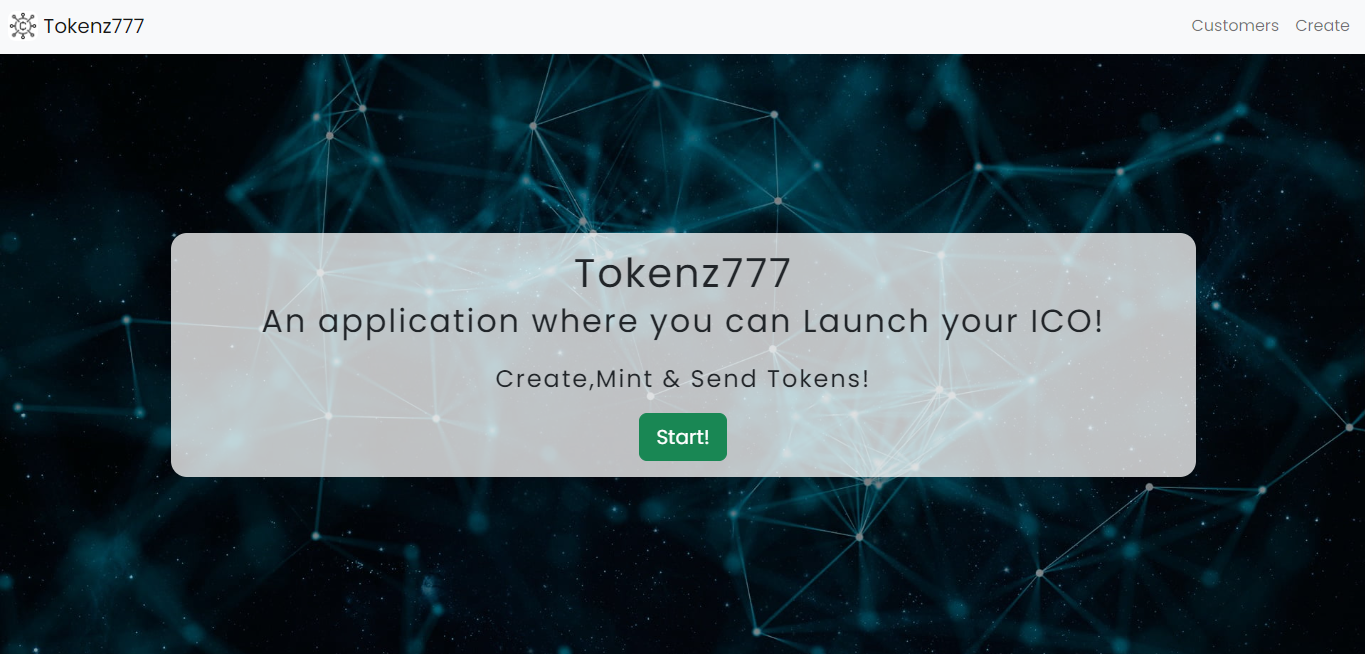 Tokenz777
Customers Create
Tokenz777
An application where you can Launch your ICO!
Create,Mint & Send Tokens!
Start!